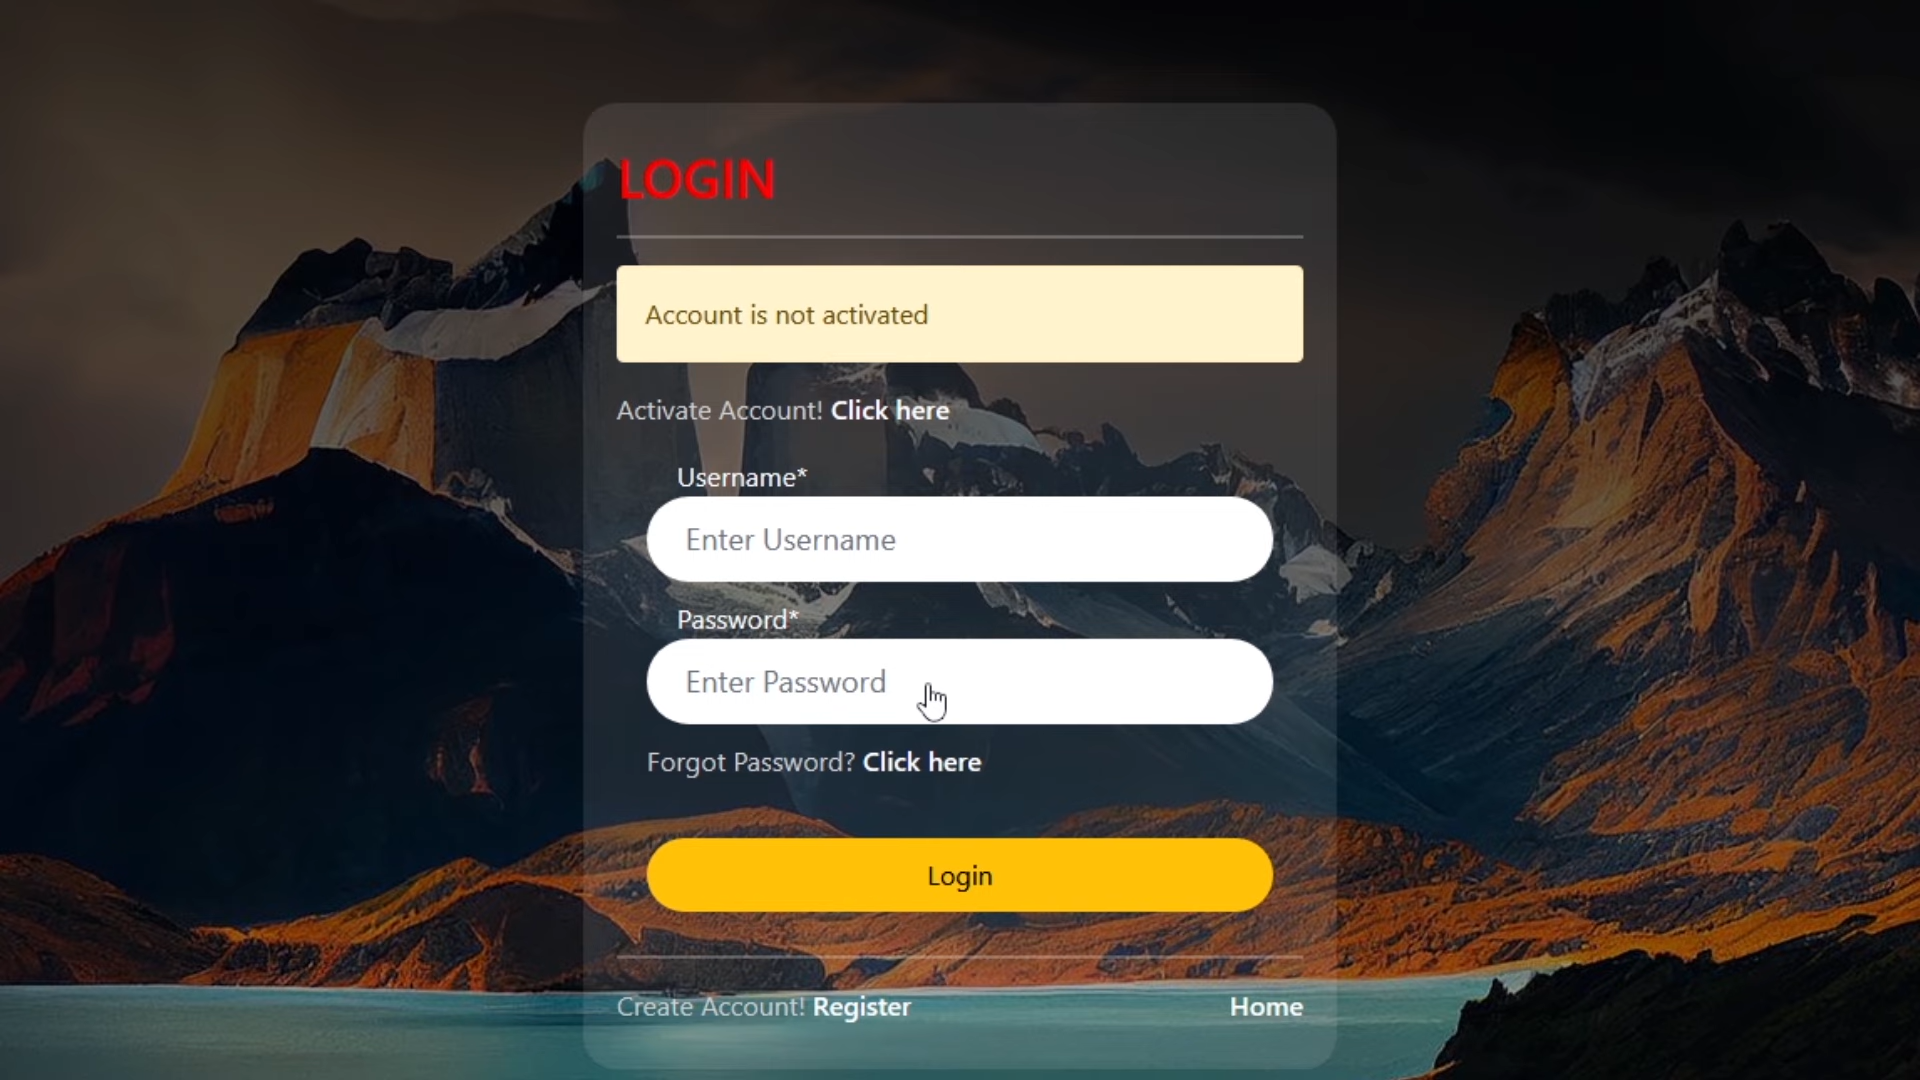 LOGIN
Account is not activated
Activate Account! Click here
Username*
Enter Username
Password*
Enter Password
Forgot Password? Click here
Login
Create Account! Register
Home